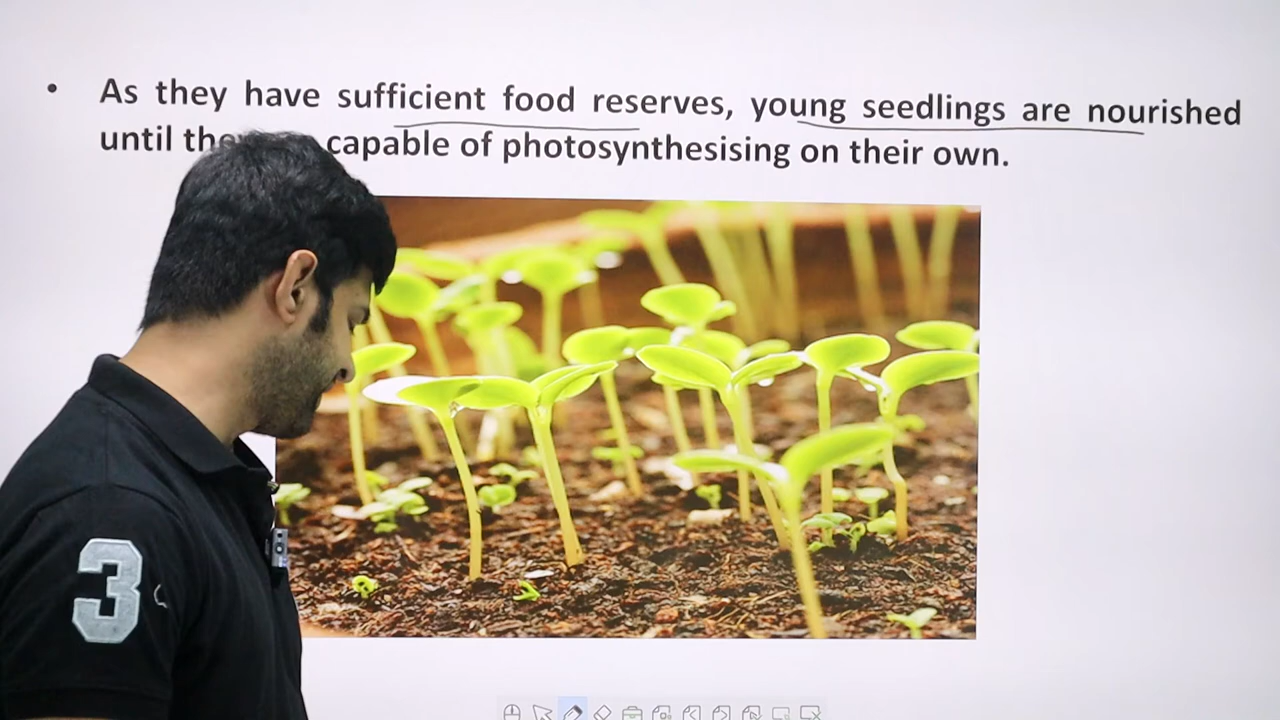 • As they have sufficient food reserves, young seedlings are nourished
until capable of photosynthesising on their own.
3